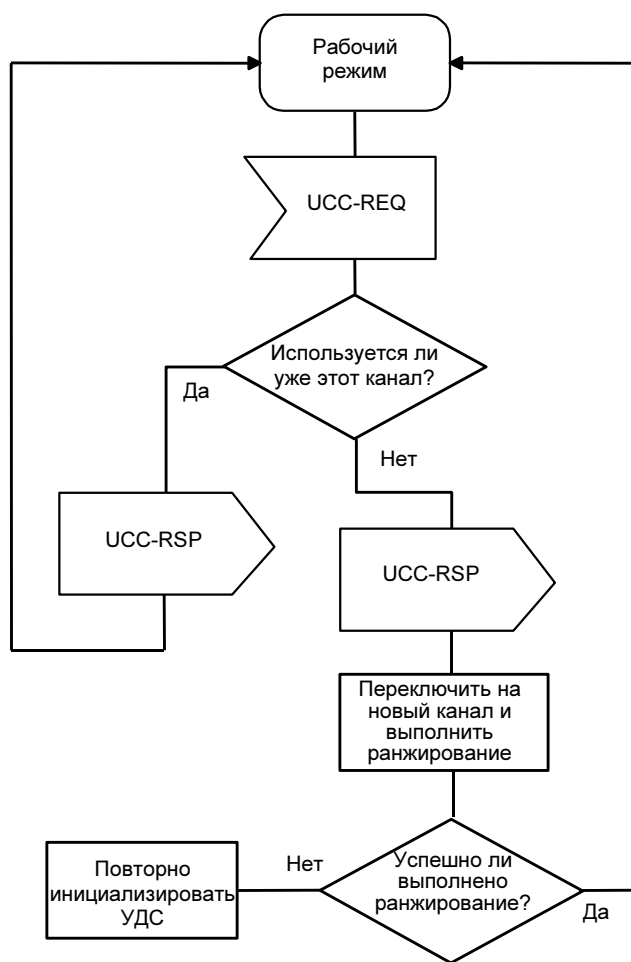 Рабочий
режим
UCC-REQ
Используется ли
уже этот канал?
Да
Нет
UCC-RSP
UCC-RSP
Переключить на
новый канал и
выполнить
ранжирование
Успешно ли
выполнено
ранжирование?
Нет
Да
Повторно
инициализировать
УДС